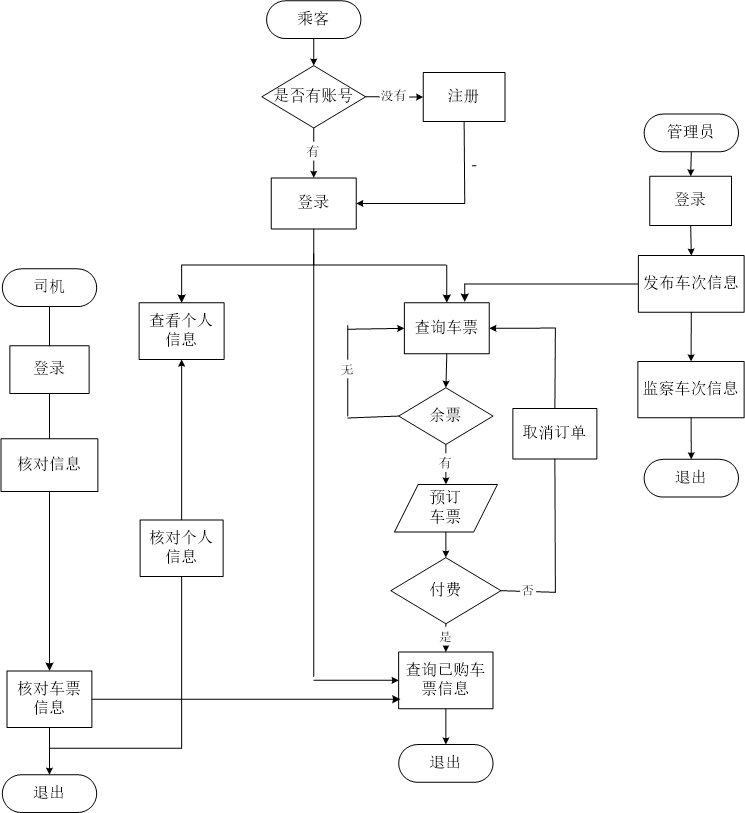 乘客
是否有账号
没有
注册
有
登录
管理员
登录
发布车次信息
监察车次信息
退出
司机
登录
核对信息
核对车票
信息
退出
查看个人
信息
核对个人
信息
查询车票
无
余票
有
预订
车票
取消订单
付费
否
是
查询已购车
票信息
退出